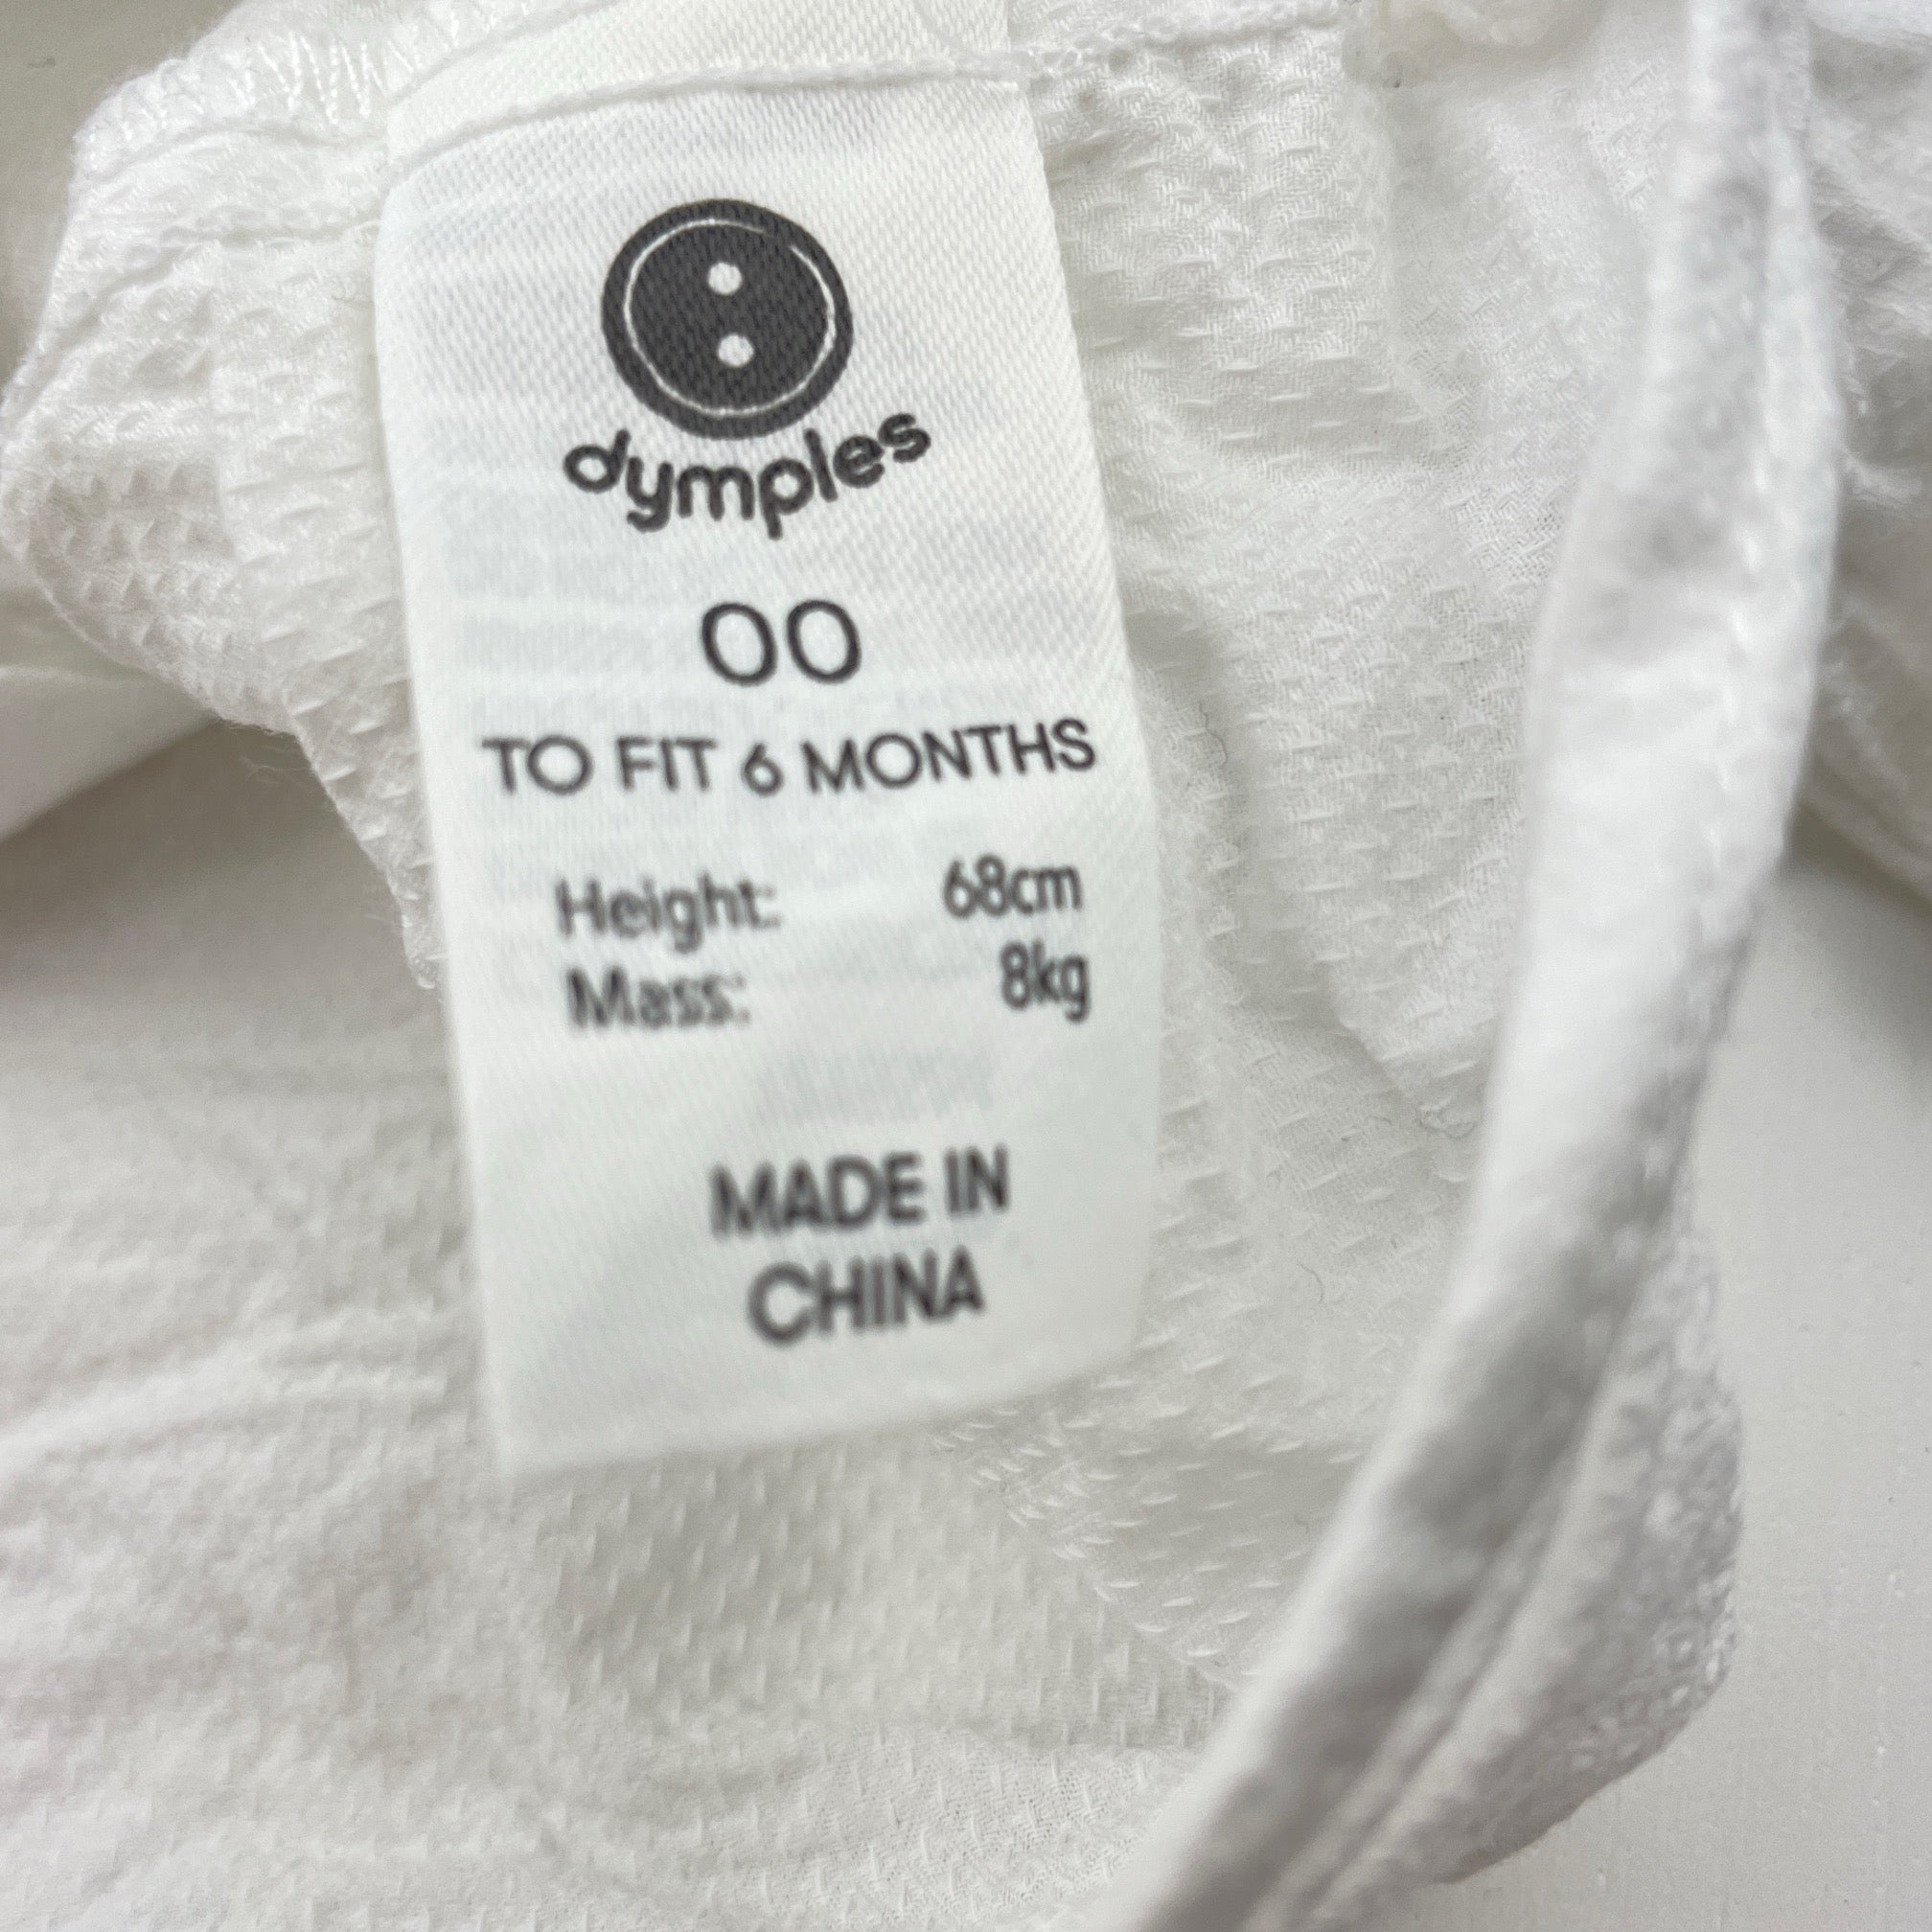 dymples
00
TO FIT 6 MONTHS
Height: 68cm
Mass: 8kg
MADE IN
CHINA